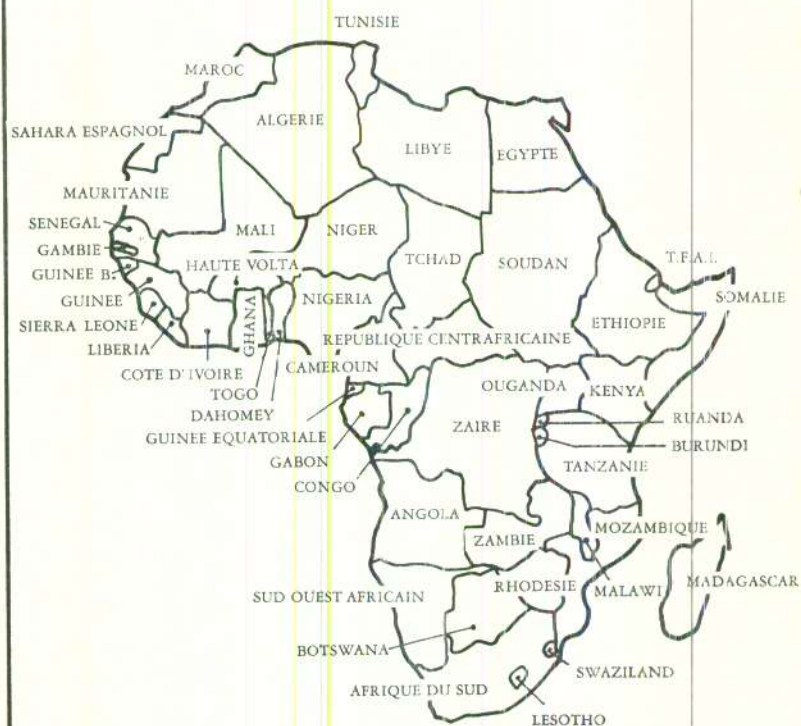 TUNISIE
MAROC
ALGERIE
SAHARA ESPAGNOL
LIBYE
EGYPTE
MAURITANIE
SENEGAL
MALI
NIGER
GAMBIE
TCHAD
SOUDAN
T.F.A.I.
GUINEE B
HAUTE VOLTA
GUINEE
NIGERIA
SOMALIE
SIERRA LEONE
GHANA
ETHIOPIE
LIBERIA
REPUBLIQUE CENTRAFRICAINE
COTE D'IVOIRE
CAMEROUN
TOGO
OUGANDA
KENYA
DAHOMEY
RUANDA
GUINEE EQUATORIALE
ZAIRE
BURUNDI
GABON
TANZANIE
CONGO
ANGOLA
MOZAMBIQUE
ZAMBIE
RHODESIE
MALAWI
MADAGASCAR
SUD OUEST AFRICAIN
BOTSWANA
SWAZILAND
AFRIQUE DU SUD
LESOTHO